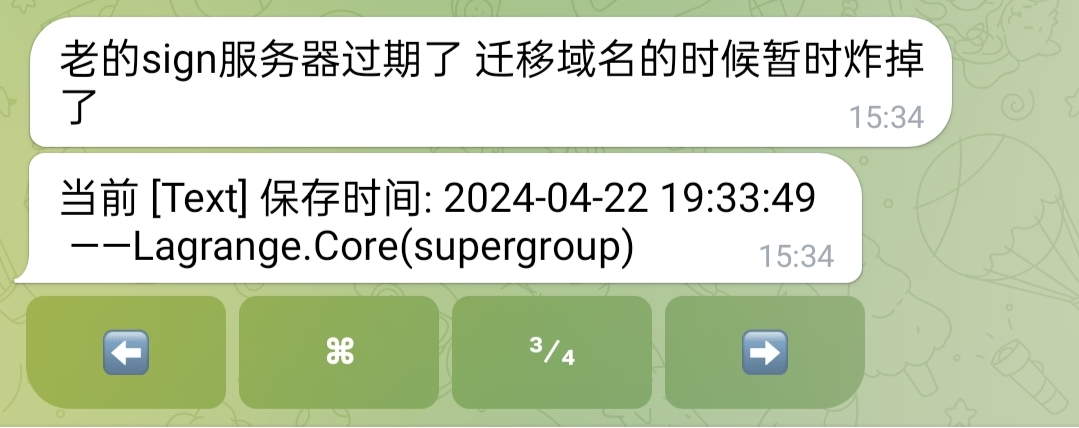 老的sign服务器过期了 迁移域名的时候暂时炸掉
了
15:34
当前 [Text] 保存时间: 2024-04-22 19:33:49
——Lagrange.Core(supergroup)
15:34
⬅️ ⌘ 3/4 ➡️